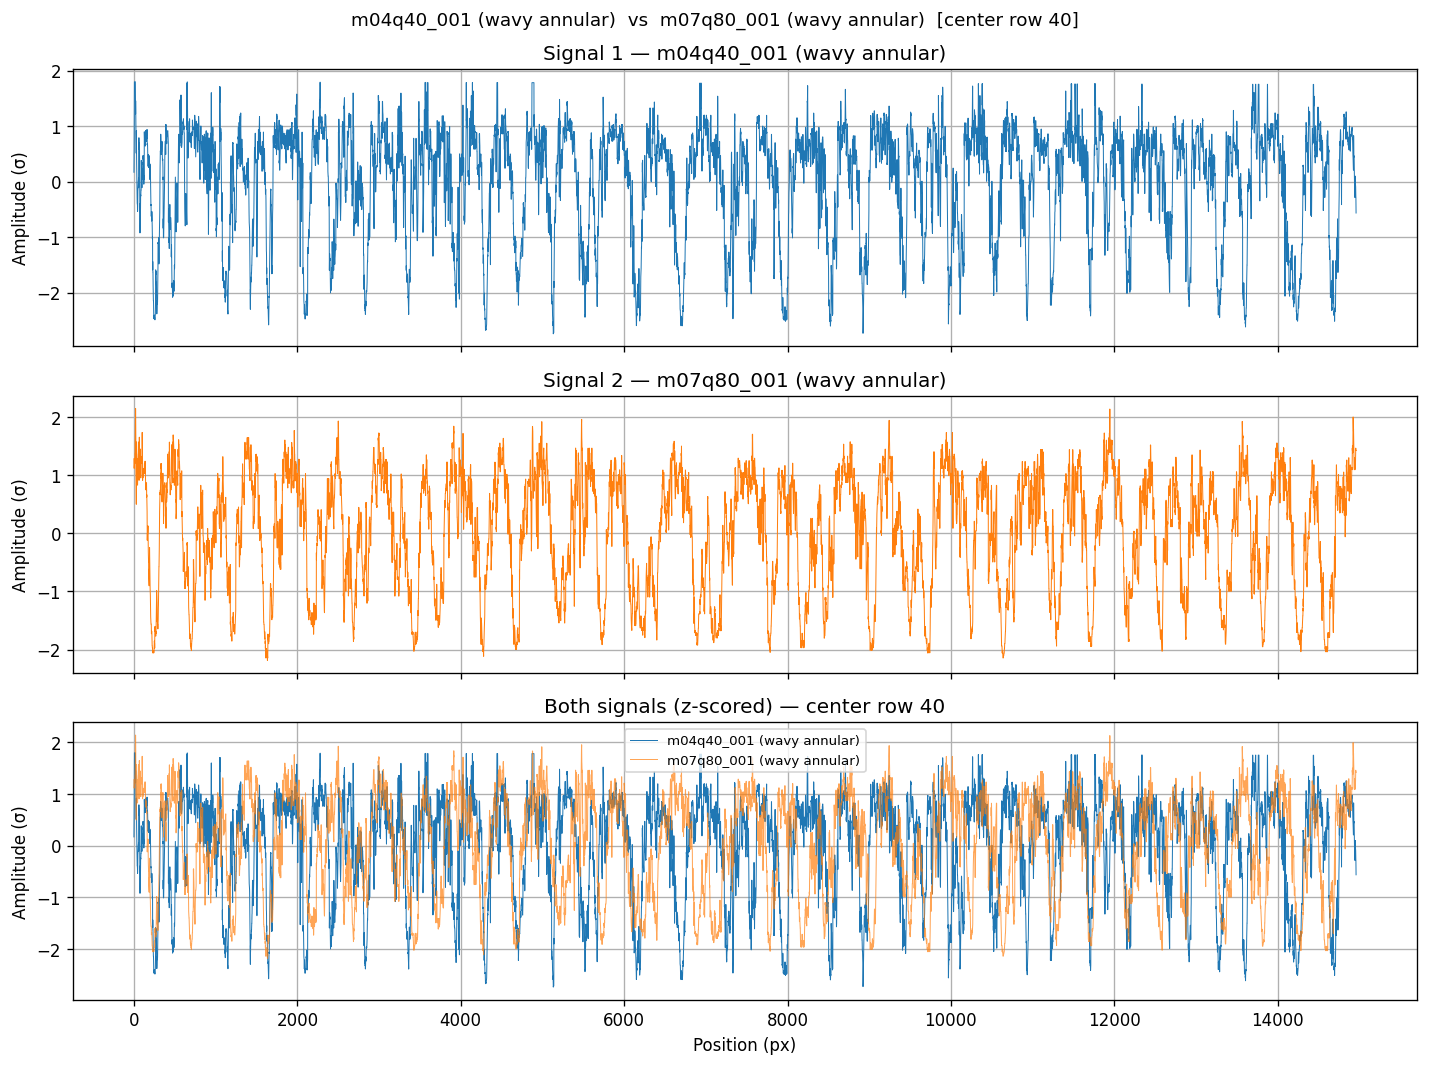 m04q40_001 (wavy annular)  vs  m07q80_001 (wavy annular)  [center row 40]
Signal 1 — m04q40_001 (wavy annular)
2
1
0
−1
−2
Amplitude (σ)
Signal 2 — m07q80_001 (wavy annular)
2
1
0
−1
−2
Amplitude (σ)
Both signals (z-scored) — center row 40
m04q40_001 (wavy annular)
m07q80_001 (wavy annular)
2
1
0
−1
−2
Amplitude (σ)
0 2000 4000 6000 8000 10000 12000 14000
Position (px)